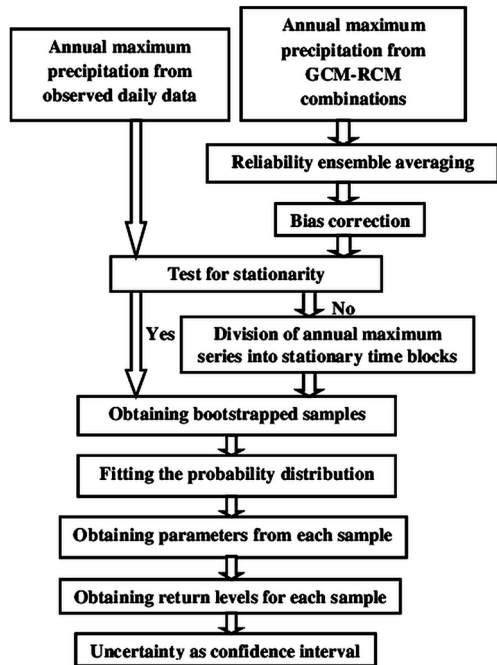 Annual maximum
precipitation from
observed daily data
Annual maximum
precipitation from
GCM-RCM
combinations
Reliability ensemble averaging
Bias correction
Test for stationarity
No
Yes
Division of annual maximum
series into stationary time blocks
Obtaining bootstrapped samples
Fitting the probability distribution
Obtaining parameters from each sample
Obtaining return levels for each sample
Uncertainty as confidence interval